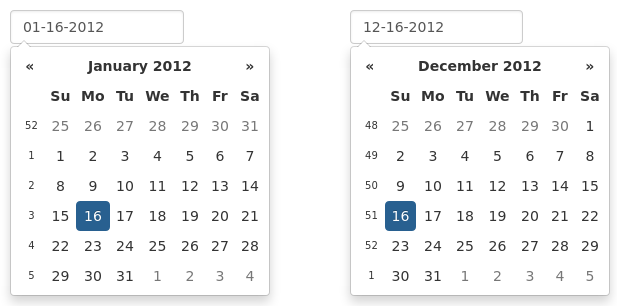 01-16-2012
« January 2012 »
Su Mo Tu We Th Fr Sa
52 25 26 27 28 29 30 31
1 1 2 3 4 5 6 7
2 8 9 10 11 12 13 14
3 15 16 17 18 19 20 21
4 22 23 24 25 26 27 28
5 29 30 31 1 2 3 4
12-16-2012
« December 2012 »
Su Mo Tu We Th Fr Sa
48 25 26 27 28 29 30 1
49 2 3 4 5 6 7 8
50 9 10 11 12 13 14 15
51 16 17 18 19 20 21 22
52 23 24 25 26 27 28 29
1 30 31 1 2 3 4 5